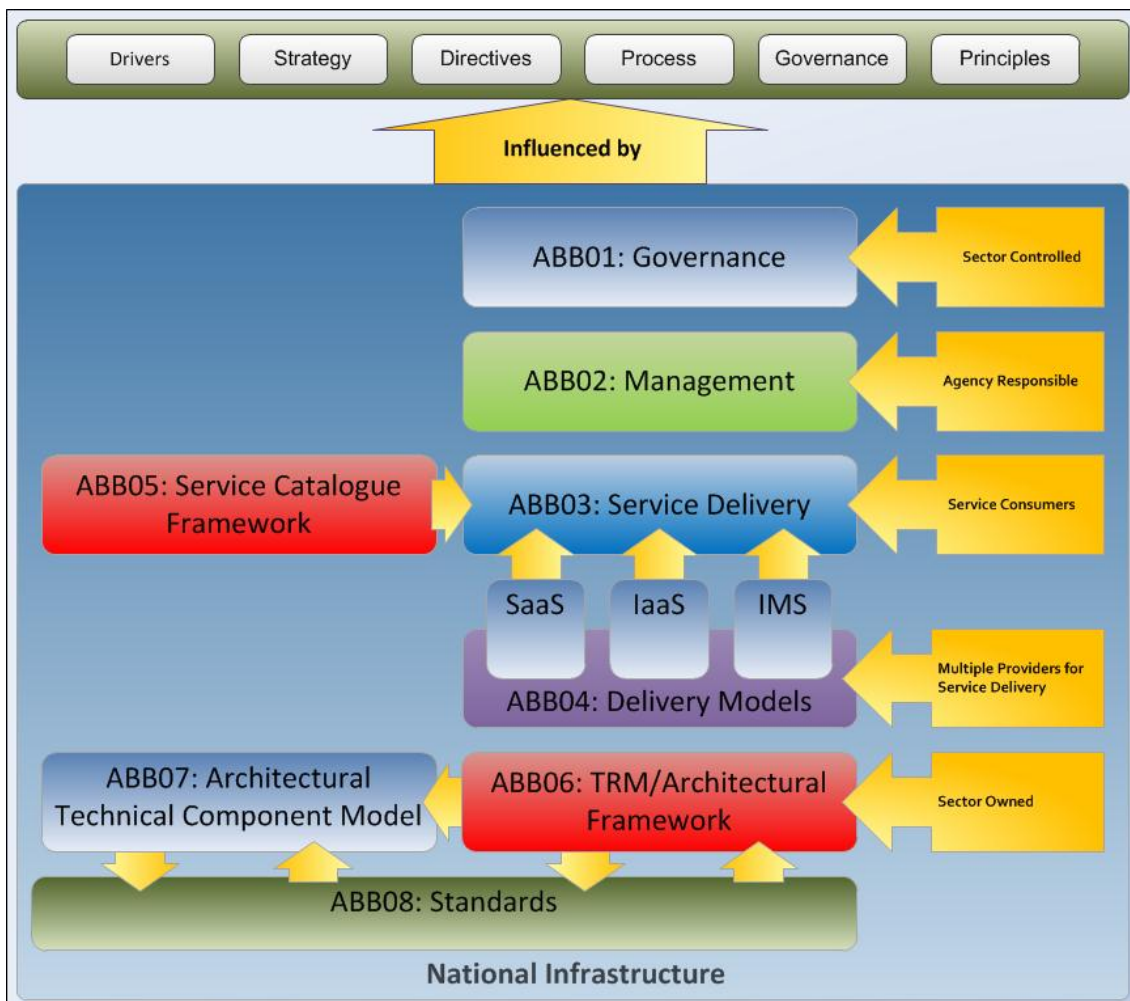 Drivers
Strategy
Directives
Process
Governance
Principles
Influenced by
ABB01: Governance
Sector Controlled
ABB02: Management
Agency Responsible
ABB05: Service Catalogue
Framework
ABB03: Service Delivery
Service Consumers
SaaS
IaaS
IMS
ABB04: Delivery Models
Multiple Providers for
Service Delivery
ABB07: Architectural
Technical Component Model
ABB06: TRM/Architectural
Framework
Sector Owned
ABB08: Standards
National Infrastructure